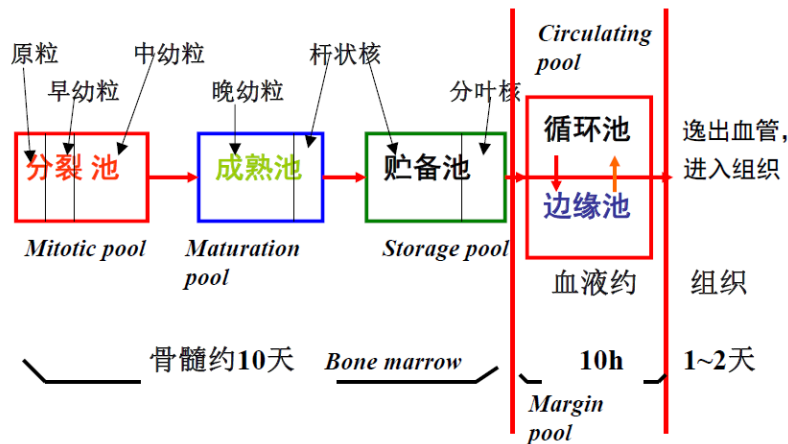 Circulating
pool
原粒
中幼粒
杆状核
早幼粒
晚幼粒
分叶核
分裂 池
成熟池
贮备池
循环池
边缘池
逸出血管，
进入组织
Mitotic pool
Maturation
pool
Storage pool
血液约
组织
骨髓约10天
Bone marrow
10h
1~2天
Margin
pool